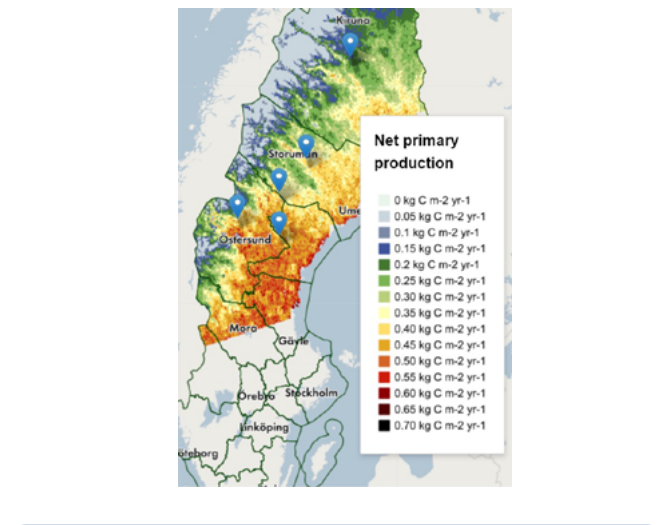 Kiruna
Storuman
Ume
Östersund
Mora
Gävle
Örebro
Stockholm
inköping
öteborg
Net primary
production
0 kg C m-2 yr-1
0.05 kg C m-2 yr-1
0.1 kg C m-2 yr-1
0.15 kg C m-2 yr-1
0.2 kg C m-2 yr-1
0.25 kg C m-2 yr-1
0.30 kg C m-2 yr-1
0.35 kg C m-2 yr-1
0.40 kg C m-2 yr-1
0.45 kg C m-2 yr-1
0.50 kg C m-2 yr-1
0.55 kg C m-2 yr-1
0.60 kg C m-2 yr-1
0.65 kg C m-2 yr-1
0.70 kg C m-2 yr-1